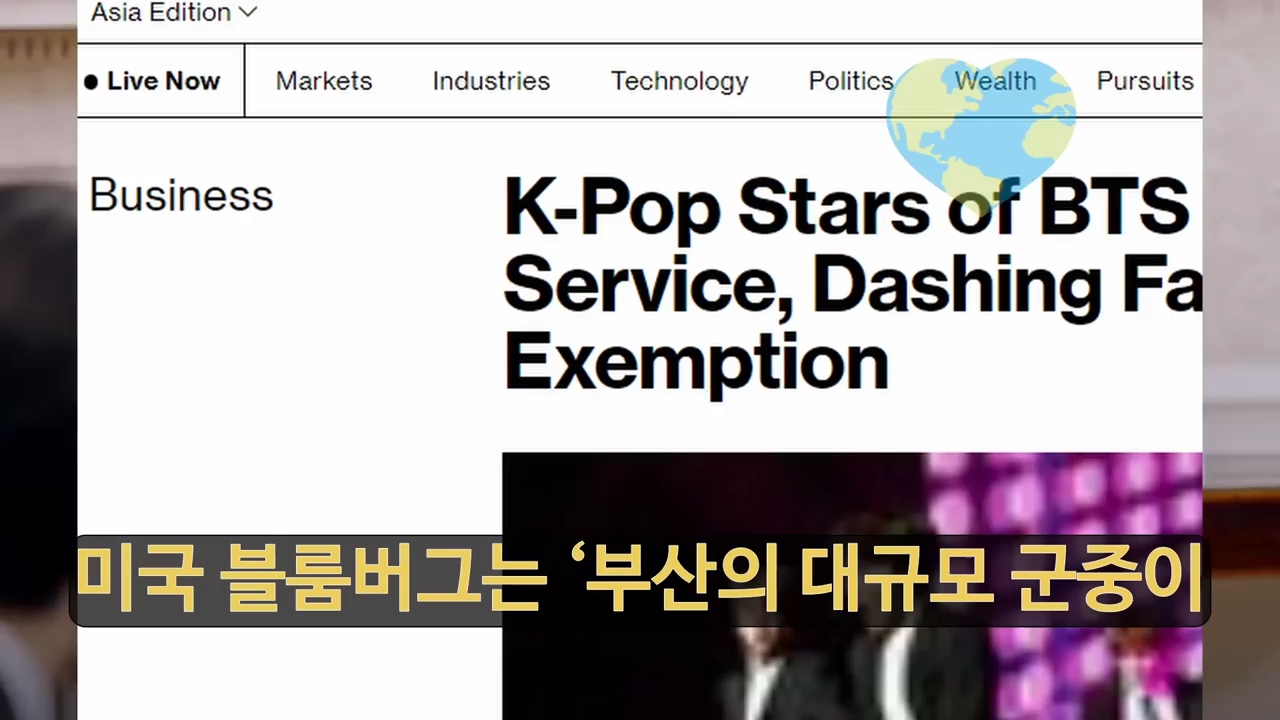 Asia Edition
Live Now Markets Industries Technology Politics Wealth Pursuits
Business
K-Pop Stars of BTS
Service, Dashing Fa
Exemption
미국 블룸버그는 ‘부산의 대규모 군중이